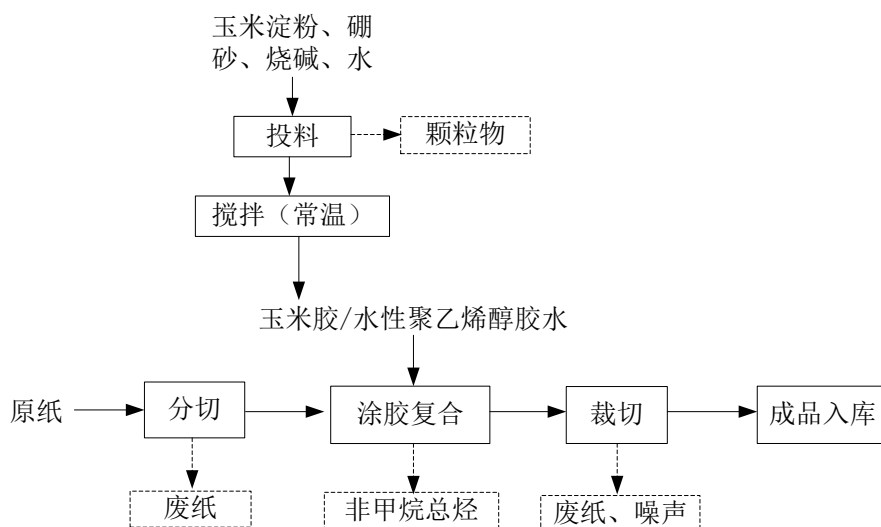 玉米淀粉、硼
砂、烧碱、水
投料
颗粒物
搅拌（常温）
玉米胶/水性聚乙烯醇胶水
原纸
分切
涂胶复合
裁切
成品入库
废纸
非甲烷总烃
废纸、噪声